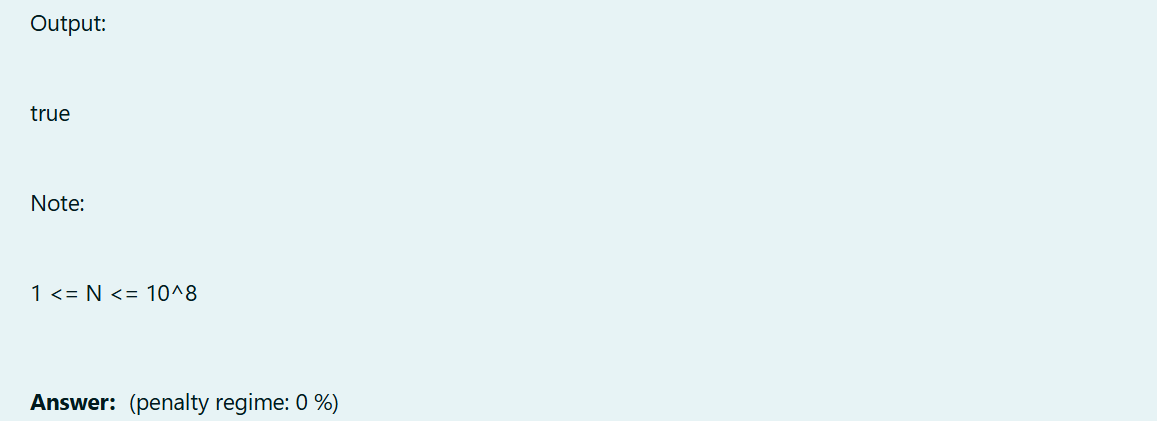 Output:
true
Note:
1 <= N <= 10^8
Answer: (penalty regime: 0 %)